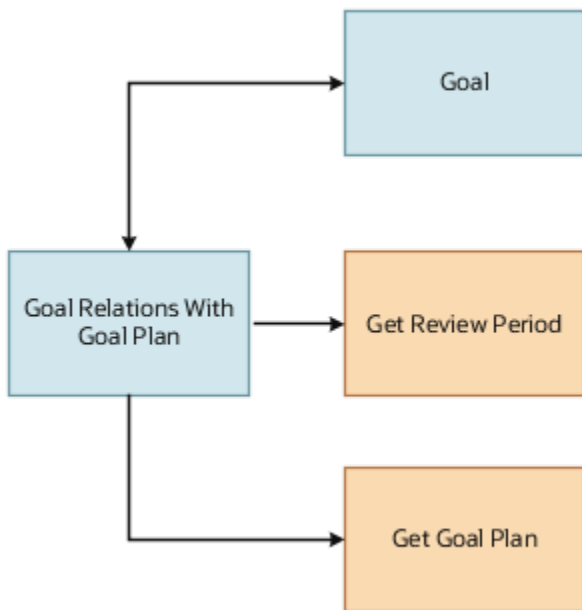 Goal
Goal Relations With
Goal Plan
Get Review Period
Get Goal Plan